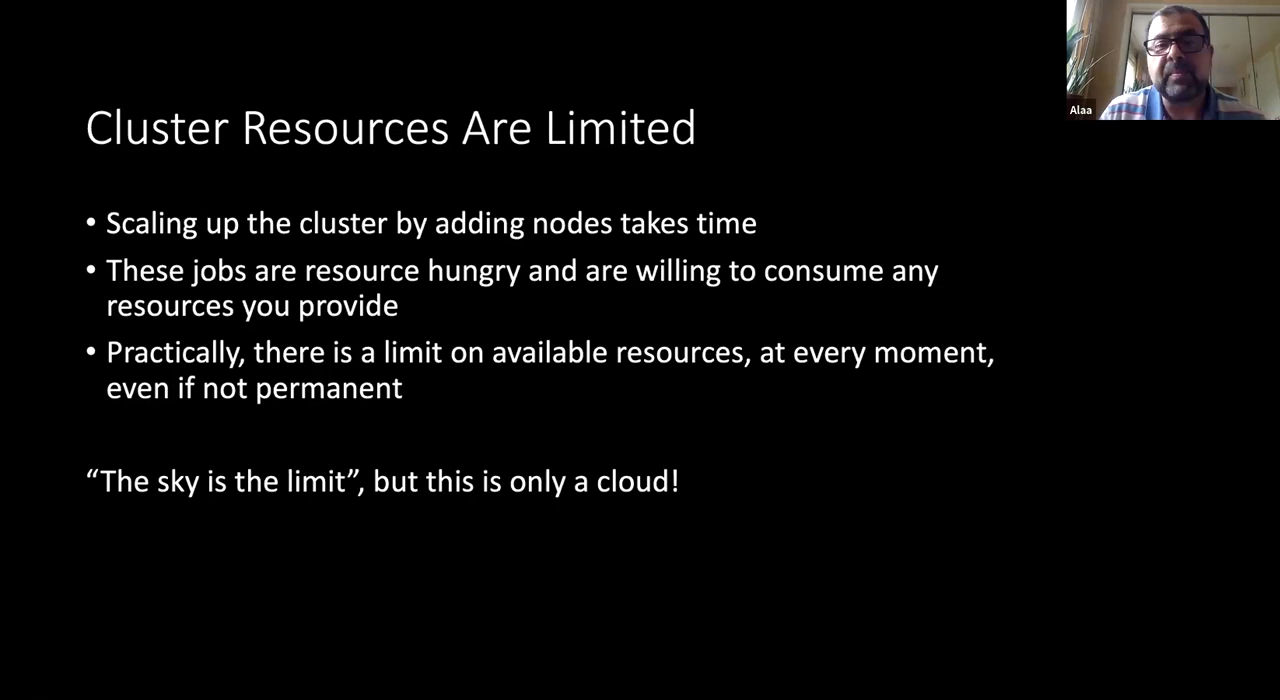 Alaa
Cluster Resources Are Limited
• Scaling up the cluster by adding nodes takes time
• These jobs are resource hungry and are willing to consume any
resources you provide
• Practically, there is a limit on available resources, at every moment,
even if not permanent
“The sky is the limit”, but this is only a cloud!